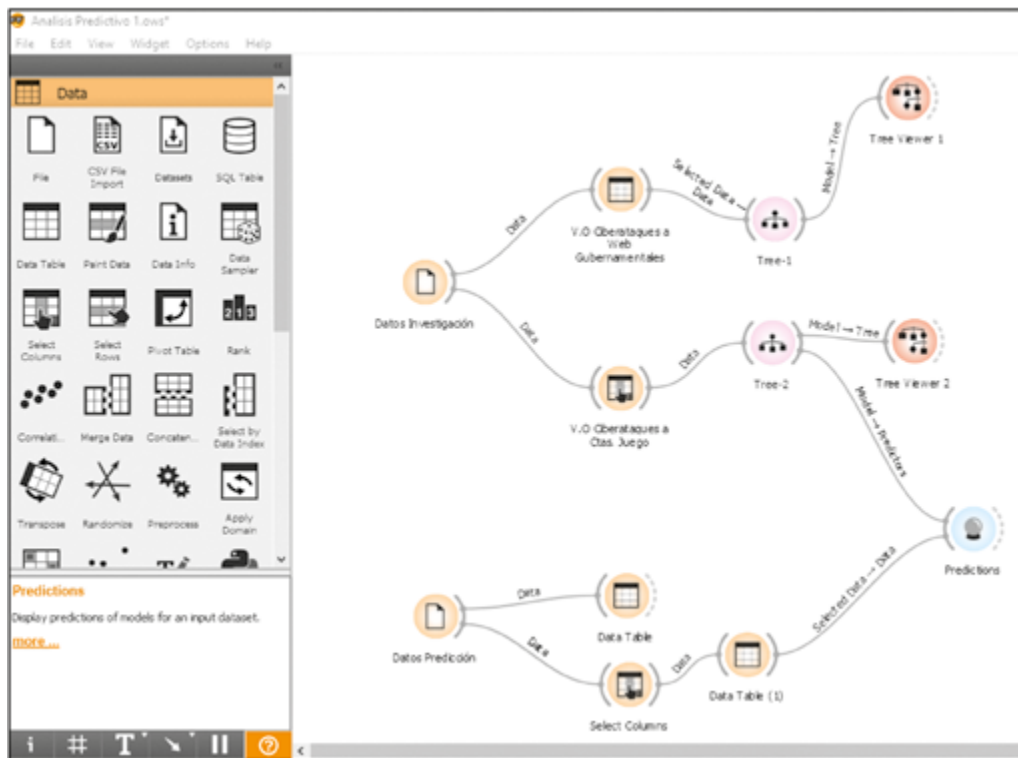 Analisis Predictivo 1.ows*
File Edit View Widget Options Help
Data
File
CSV File Import
Datasets
SQL Table
Data Table
Paint Data
Data Info
Data Sampler
Select Columns
Select Rows
Pivot Table
Rank
Correlati...
Merge Data
Concaten...
Select by Data Index
Transpose
Randomize
Preprocess
Apply Domain
Predictions
Display predictions of models for an input dataset.
more ...
Tree Viewer 1
Model → Tree
Selected Data → Data
Data
V.O Ciberataques a
Web
Gubernamentales
Tree-1
Datos Investigación
Data
Data
Model → Tree
Tree-2
Tree Viewer 2
V.O Ciberataques a
Ctas. Juego
Model → Predictors
Predictions
Selected Data → Data
Data
Data Table
Datos Predicción
Data
Data
Data Table (1)
Select Columns